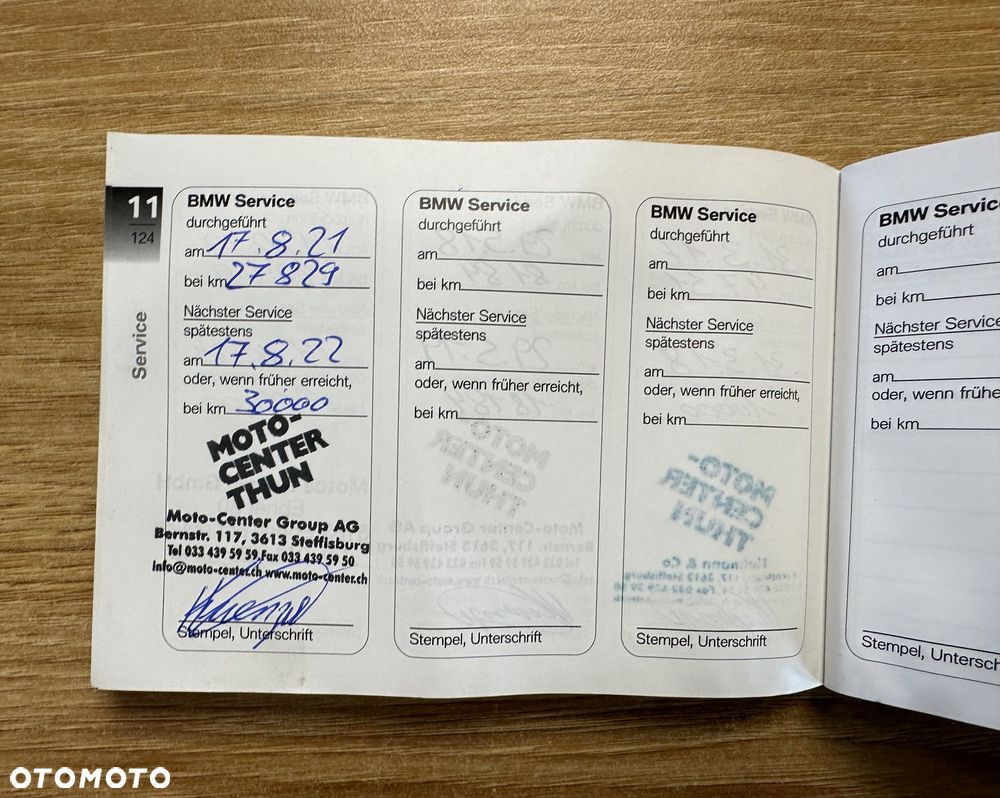 11
124
Service
BMW Service
durchgeführt
am 17.8.21
bei km 27829
Nächster Service
spätestens
am 17.8.22
oder, wenn früher erreicht,
bei km 30000
MOTO-
CENTER
THUN
Moto-Center Group AG
Bernstr. 117, 3613 Steffisburg
Tel 033 439 59 59 Fax 033 439 59 50
info@moto-center.ch www.moto-center.ch
Stempel, Unterschrift
BMW Service
durchgeführt
am
bei km
Nächster Service
spätestens
am
oder, wenn früher erreicht,
bei km
Stempel, Unterschrift
BMW Service
durchgeführt
am
bei km
Nächster Service
spätestens
am
oder, wenn früher erreicht,
bei km
Stempel, Unterschrift
BMW Servic
durchgeführt
am
bei km
Nächster Service
spätestens
am
oder, wenn frühe
bei km
Stempel, Untersch
OTOMOTO